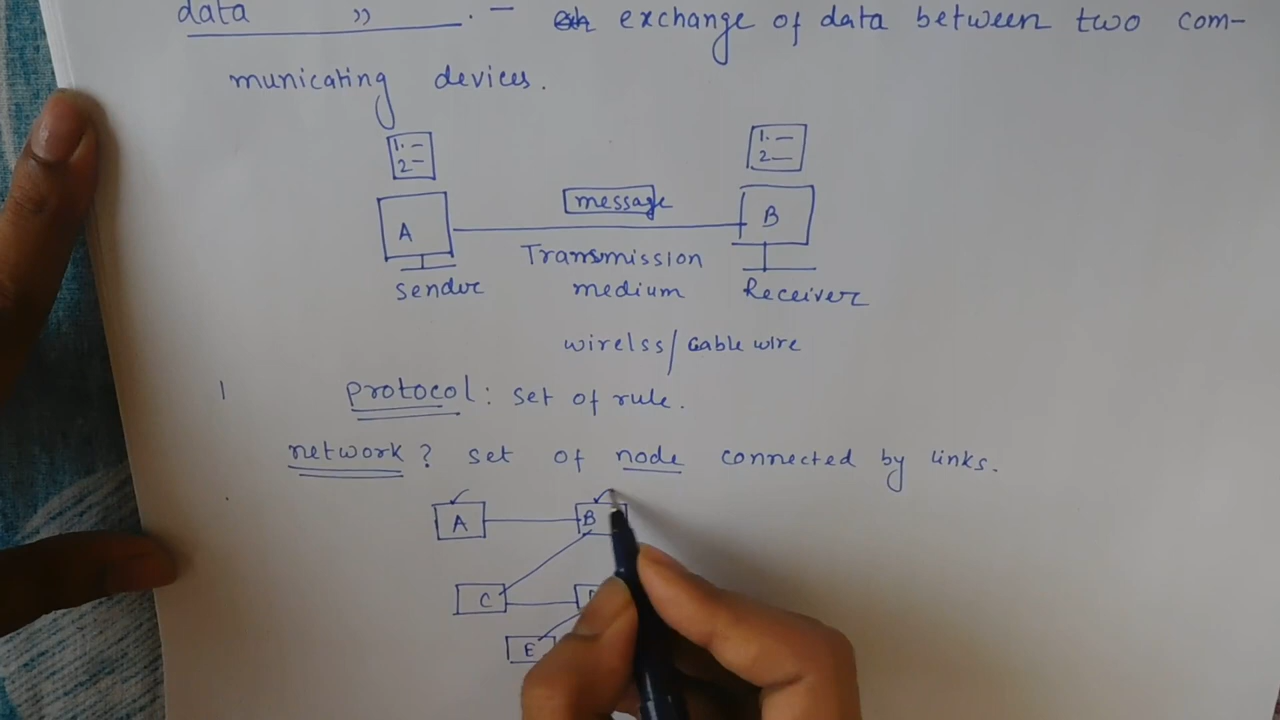 data ,, . - exchange of data between two com-
municating devices.
1. -
2 -
1. -
2 -
message
A
B
Transmission
medium
Sender
Receiver
wirelss/cable wire
protocol : set of rule.
network ? set of node connected by links.
A
B
C
E